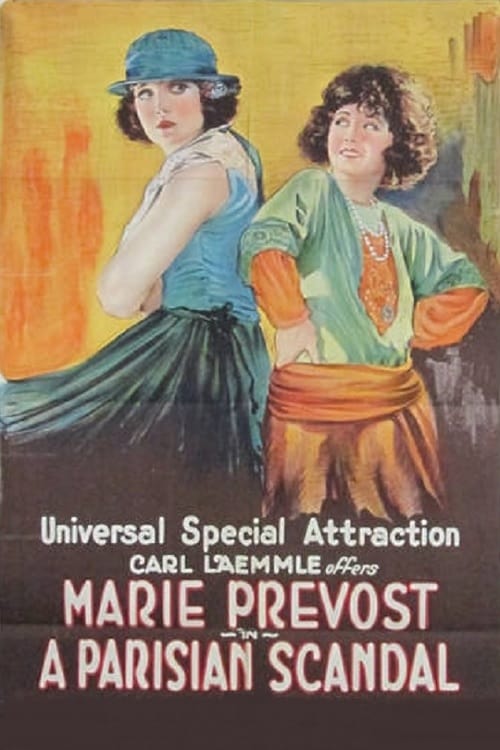 Universal Special Attraction
CARL LAEMMLE offers
MARIE PREVOST
IN
A PARISIAN SCANDAL